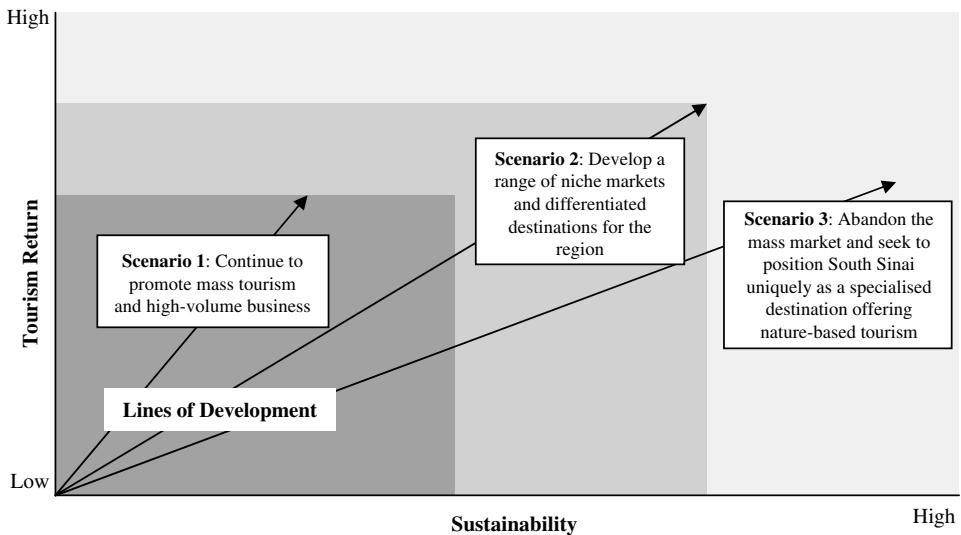 High
Tourism Return
Low
Scenario 1: Continue to
promote mass tourism
and high-volume business
Scenario 2: Develop a
range of niche markets
and differentiated
destinations for the
region
Scenario 3: Abandon the
mass market and seek to
position South Sinai
uniquely as a specialised
destination offering
nature-based tourism
Lines of Development
Sustainability
High